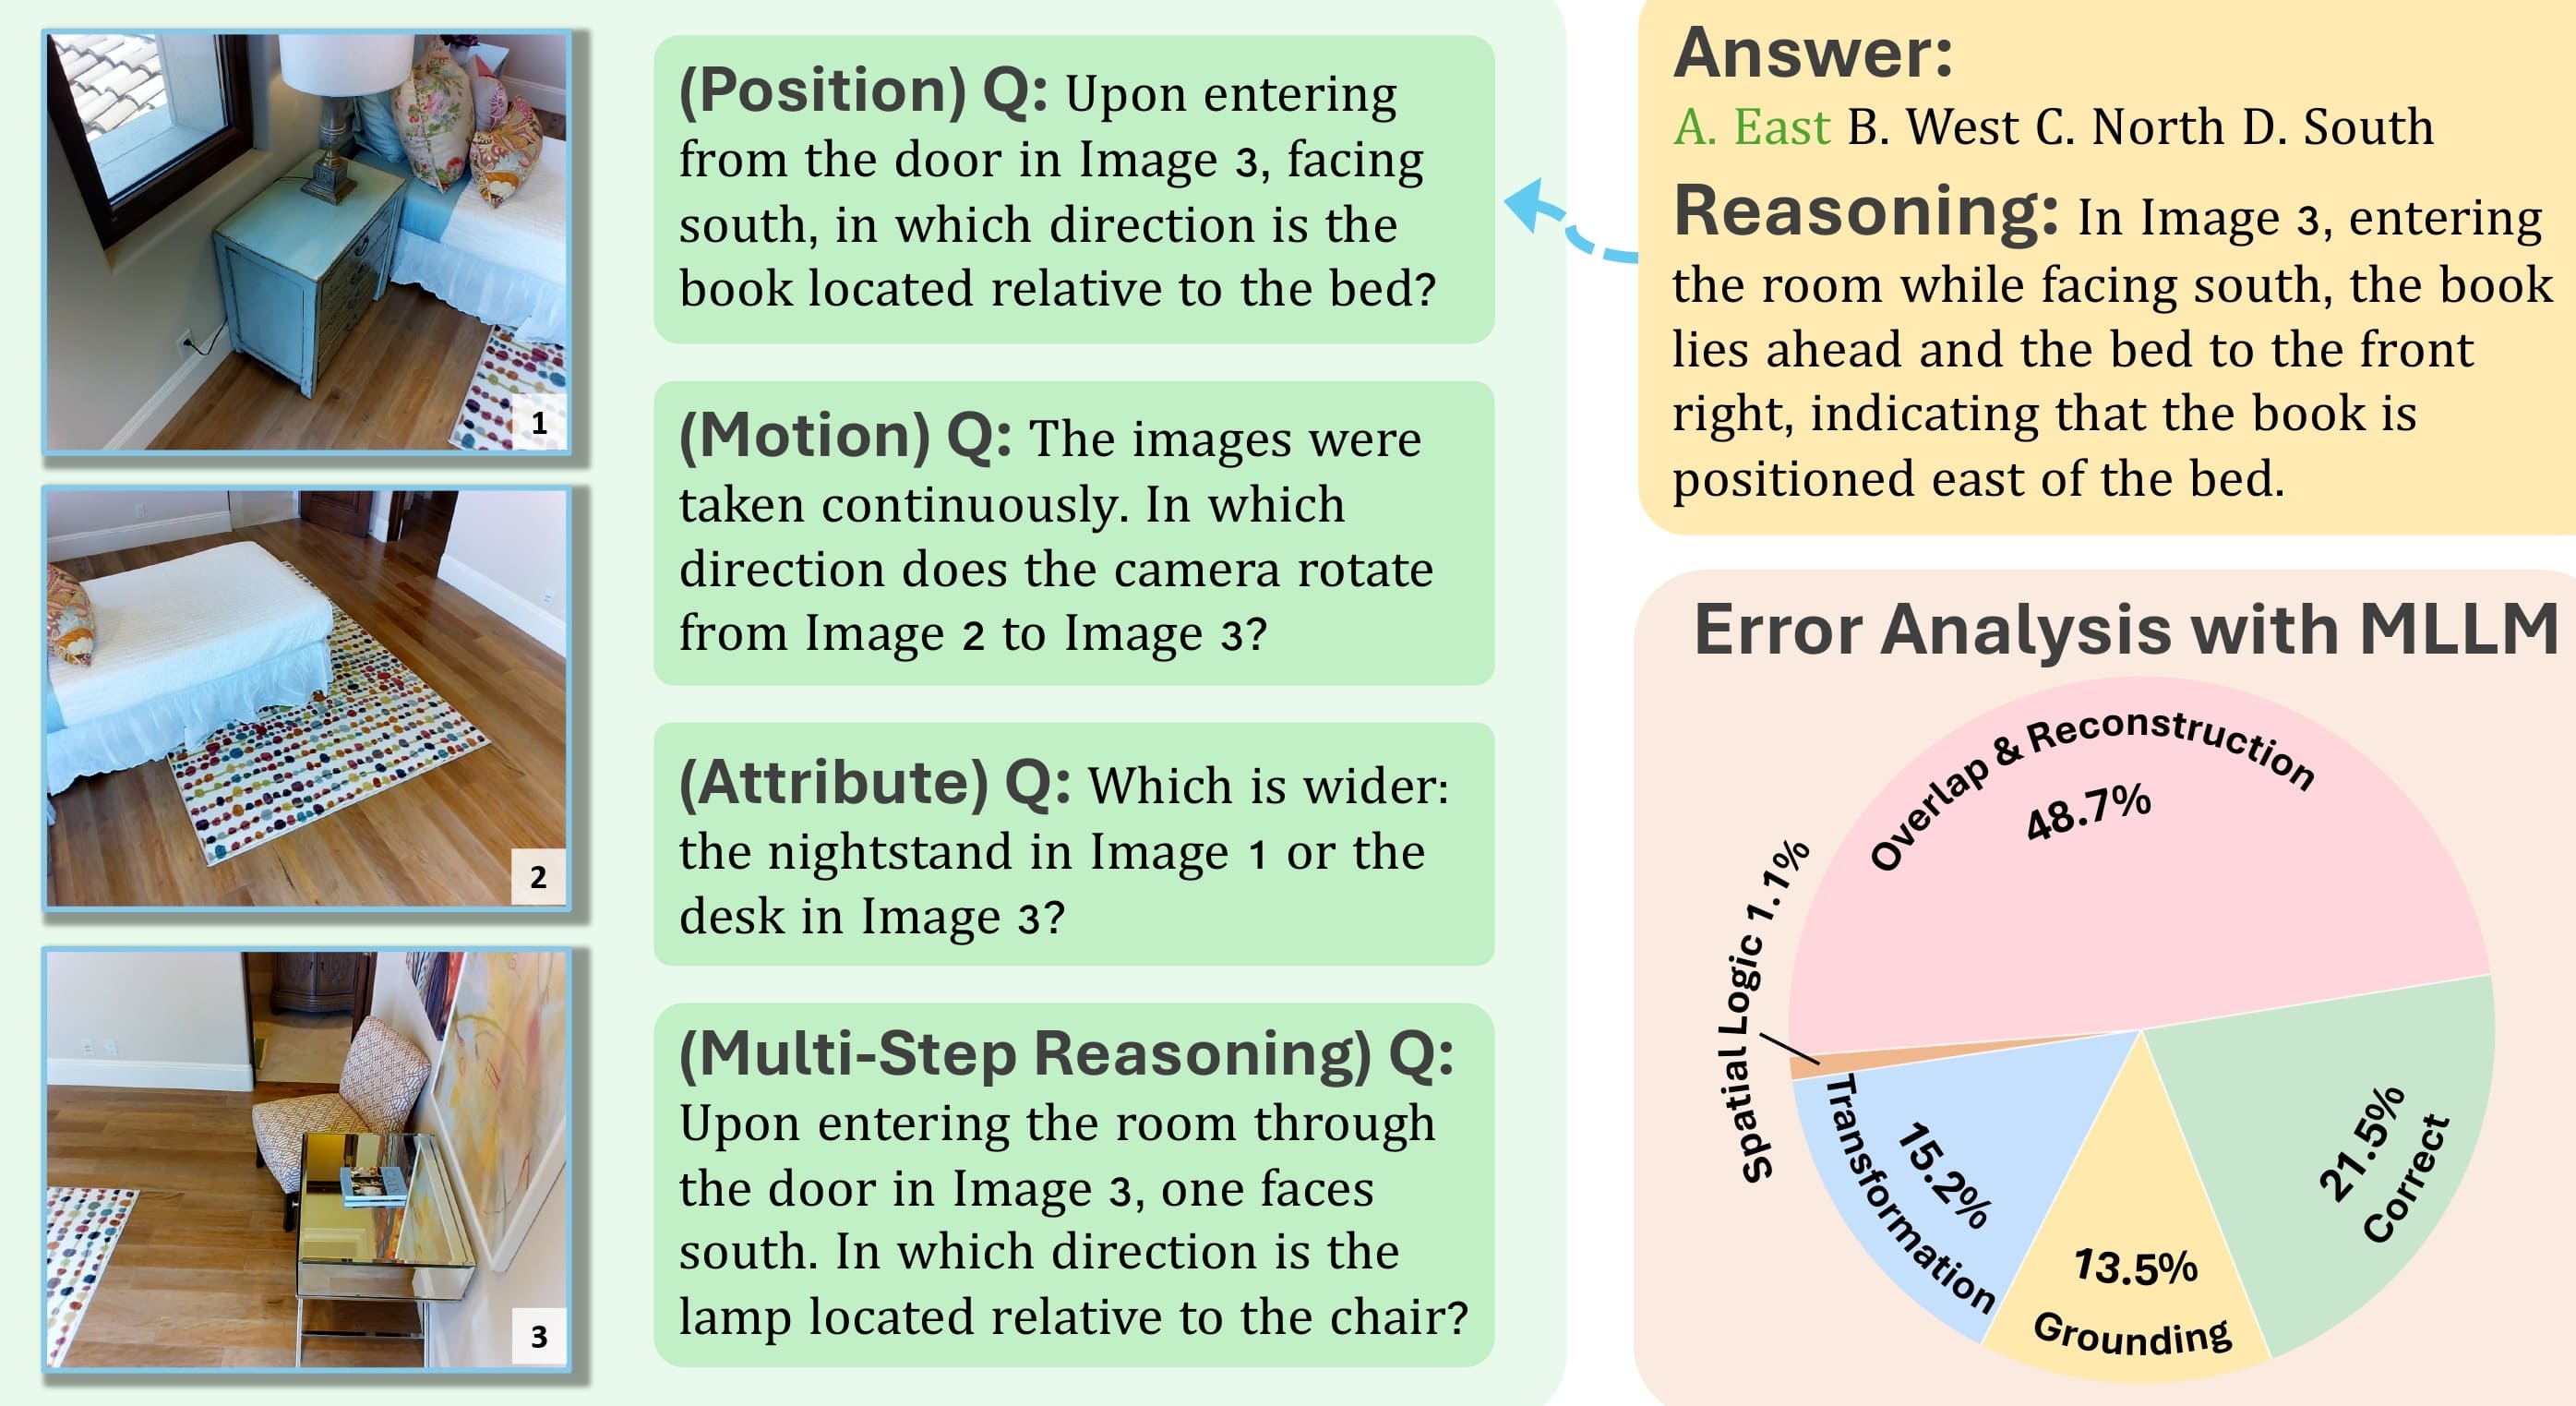 1
2
3
(Position) Q: Upon entering
from the door in Image 3, facing
south, in which direction is the
book located relative to the bed?
(Motion) Q: The images were
taken continuously. In which
direction does the camera rotate
from Image 2 to Image 3?
(Attribute) Q: Which is wider:
the nightstand in Image 1 or the
desk in Image 3?
(Multi-Step Reasoning) Q:
Upon entering the room through
the door in Image 3, one faces
south. In which direction is the
lamp located relative to the chair?
Answer:
A. East B. West C. North D. South
Reasoning: In Image 3, entering
the room while facing south, the book
lies ahead and the bed to the front
right, indicating that the book is
positioned east of the bed.
Error Analysis with MLLM
Overlap & Reconstruction
48.7%
Spatial Logic 1.1%
Transformation
15.2%
13.5%
Grounding
21.5%
Correct